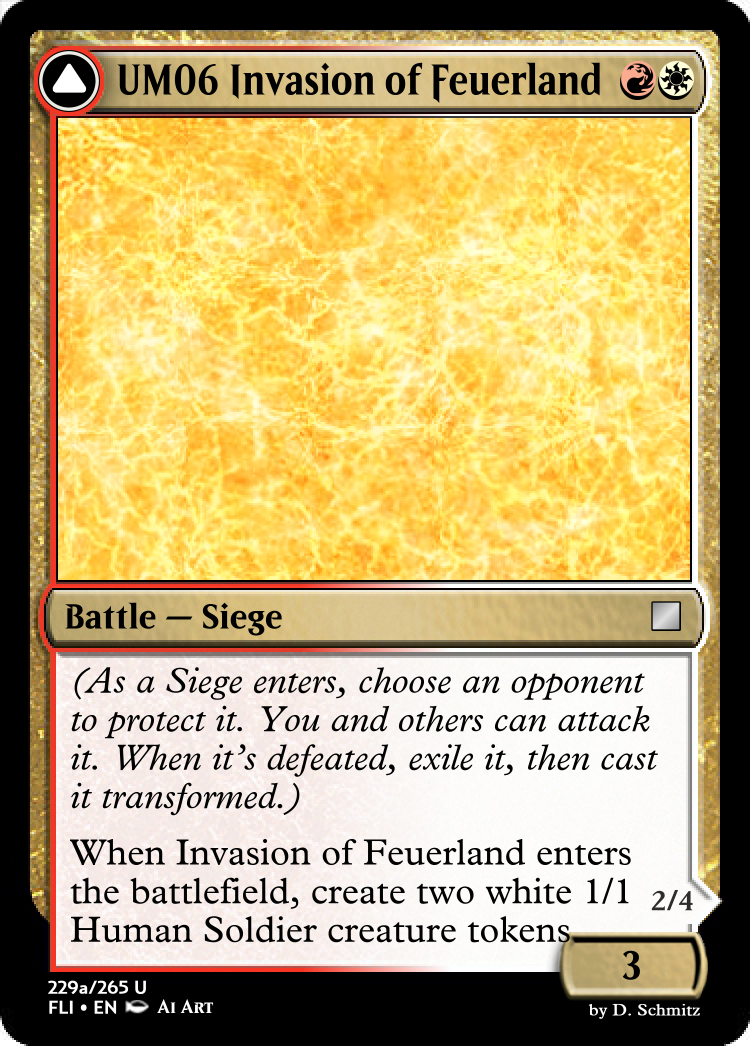 UM06 Invasion of Feuerland
Battle — Siege
(As a Siege enters, choose an opponent
to protect it. You and others can attack
it. When it's defeated, exile it, then cast
it transformed.)
When Invasion of Feuerland enters
the battlefield, create two white 1/1
Human Soldier creature tokens.
2/4
3
229a/265 U
FLI • EN AI ART
by D. Schmitz